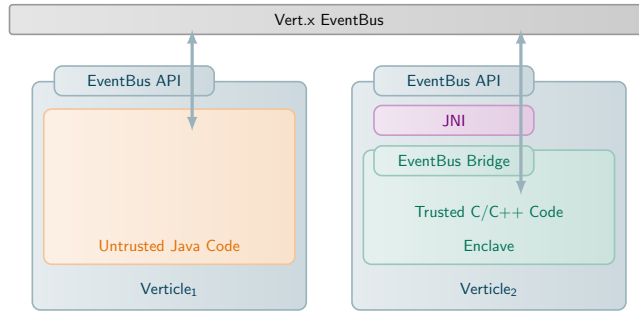 Vert.x EventBus
EventBus API
Untrusted Java Code
Verticle₁
EventBus API
JNI
EventBus Bridge
Trusted C/C++ Code
Enclave
Verticle₂